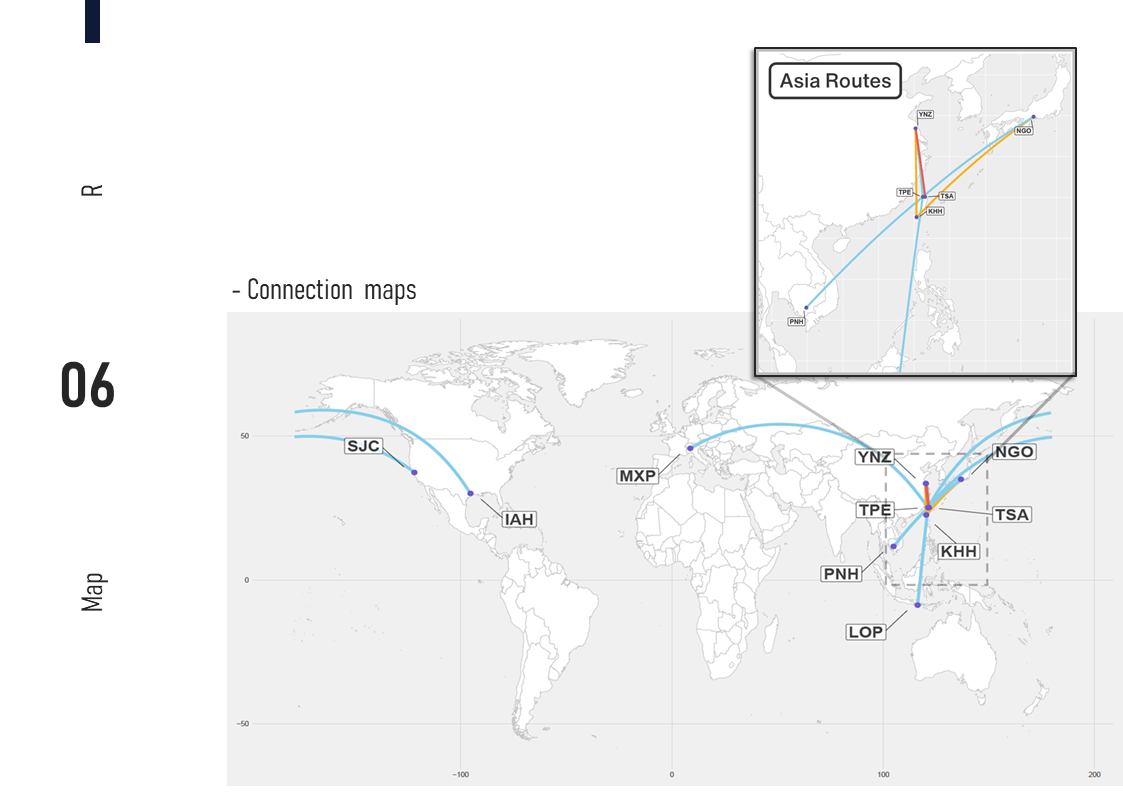 R
06
Map
- Connection maps
Asia Routes
YNZ
NGO
TPE
TSA
KHH
PNH
50
0
−50
−100
0
100
200
SJC
IAH
MXP
YNZ
NGO
TPE
TSA
KHH
PNH
LOP